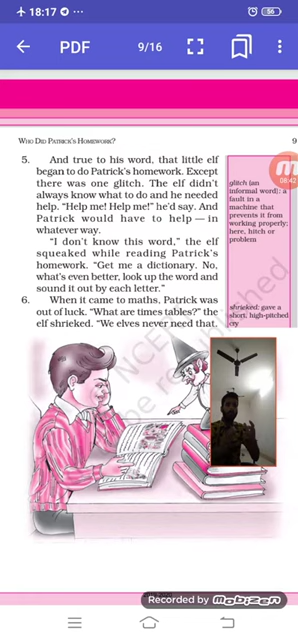 18:17
56
PDF
9/16
WHO DID PATRICK'S HOMEWORK?
9
08:42
5. And true to his word, that little elf
began to do Patrick's homework. Except
there was one glitch. The elf didn't
always know what to do and he needed
help. "Help me! Help me!" he'd say. And
Patrick would have to help — in
whatever way.
"I don't know this word," the elf
squeaked while reading Patrick's
homework. "Get me a dictionary. No,
what's even better, look up the word and
sound it out by each letter."
6. When it came to maths, Patrick was
out of luck. "What are times tables?" the
elf shrieked. "We elves never need that.
glitch (an
informal word): a
fault in a
machine that
prevents it from
working properly;
here, hitch or
problem
shrieked: gave a
short, high-pitched
cry
Recorded by Mobizen